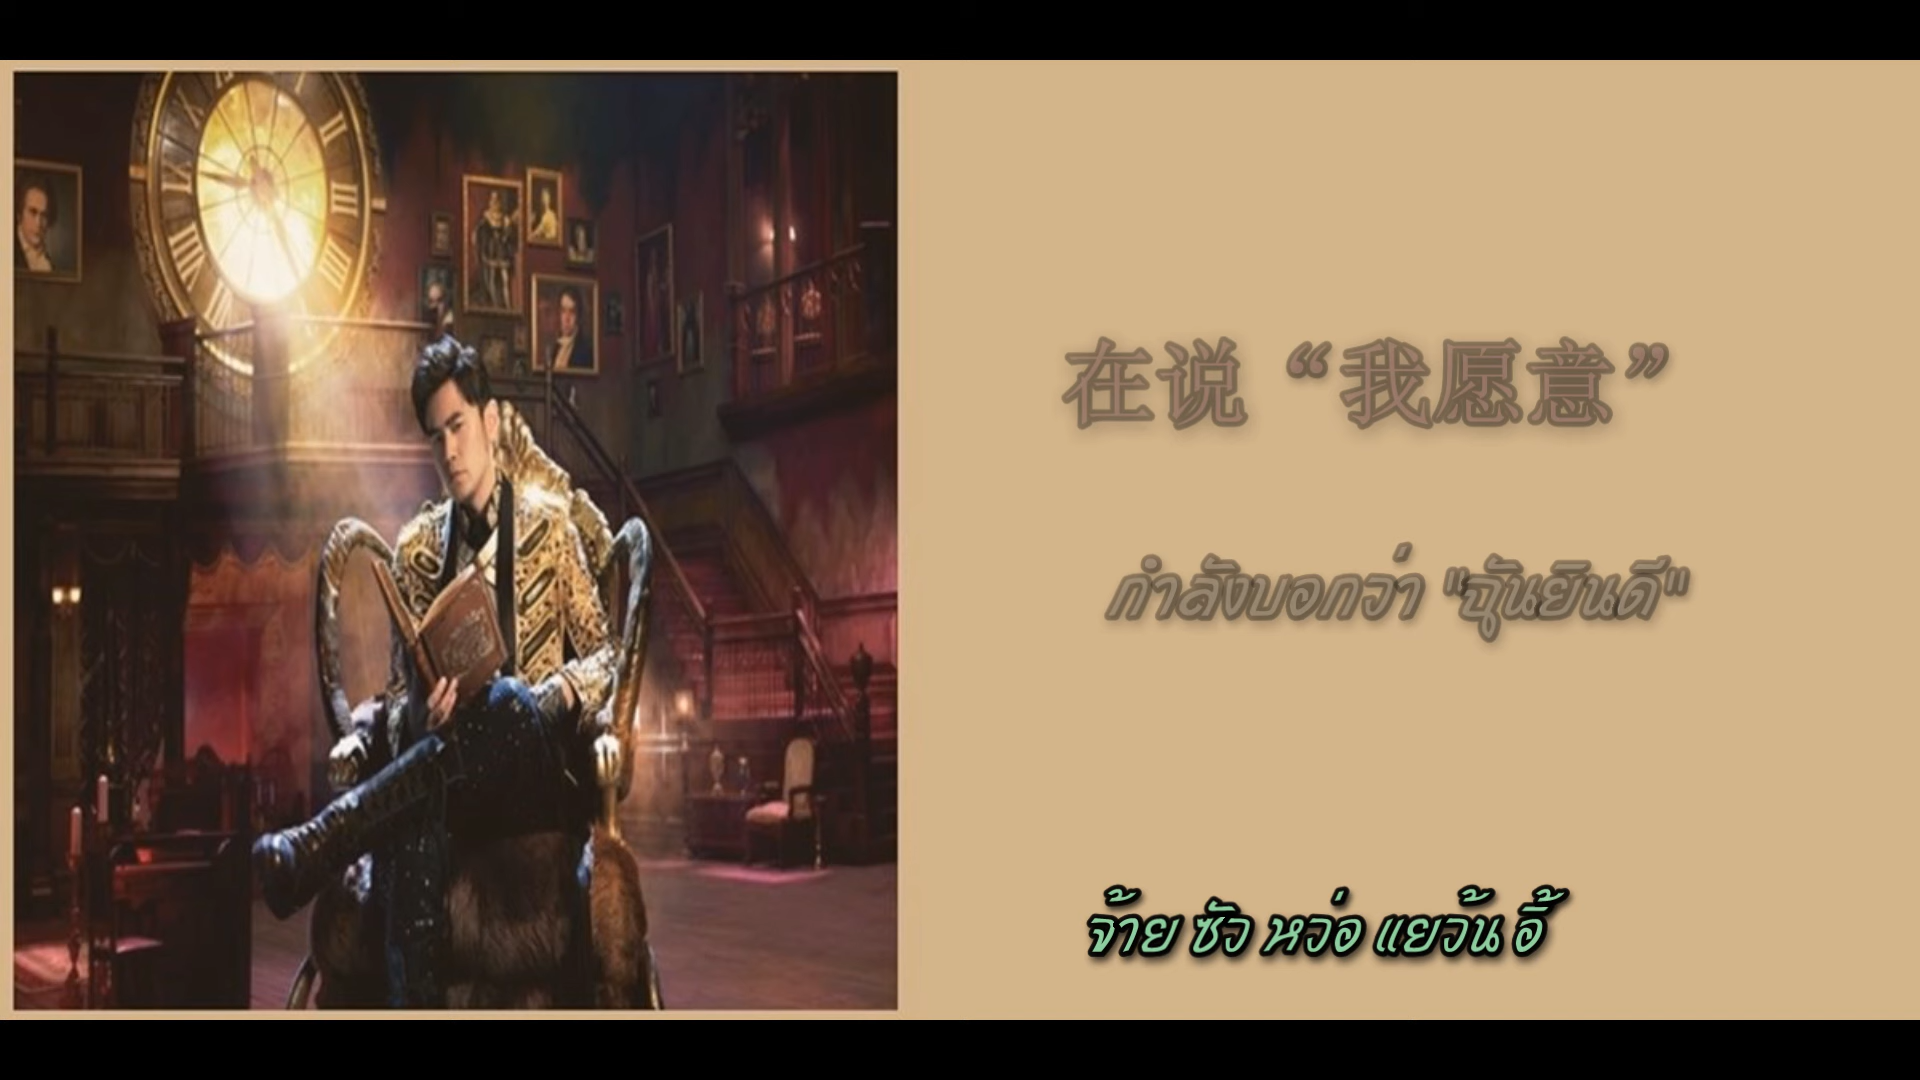 在说“我愿意”
กำลังบอกว่า "ฉันยินดี"
จ้าย ซัว หว่อ แยว้น อี้